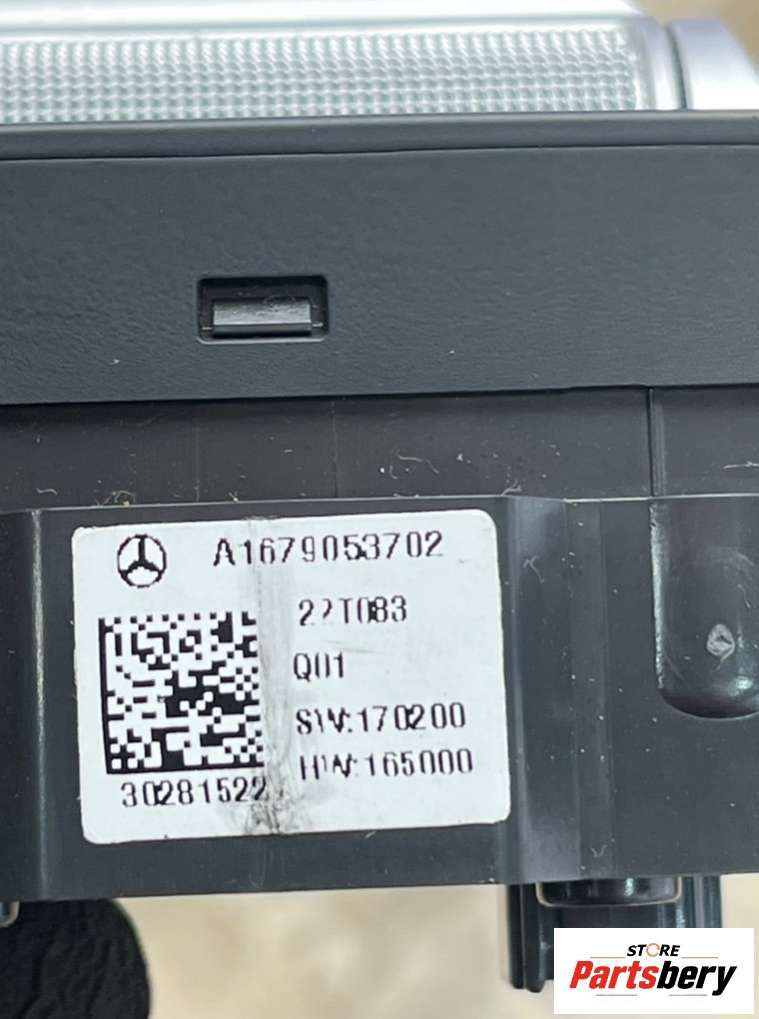 A1679053702
22T083
Q01
SW:170200
HW:165000
30281522
STORE
Partsbery